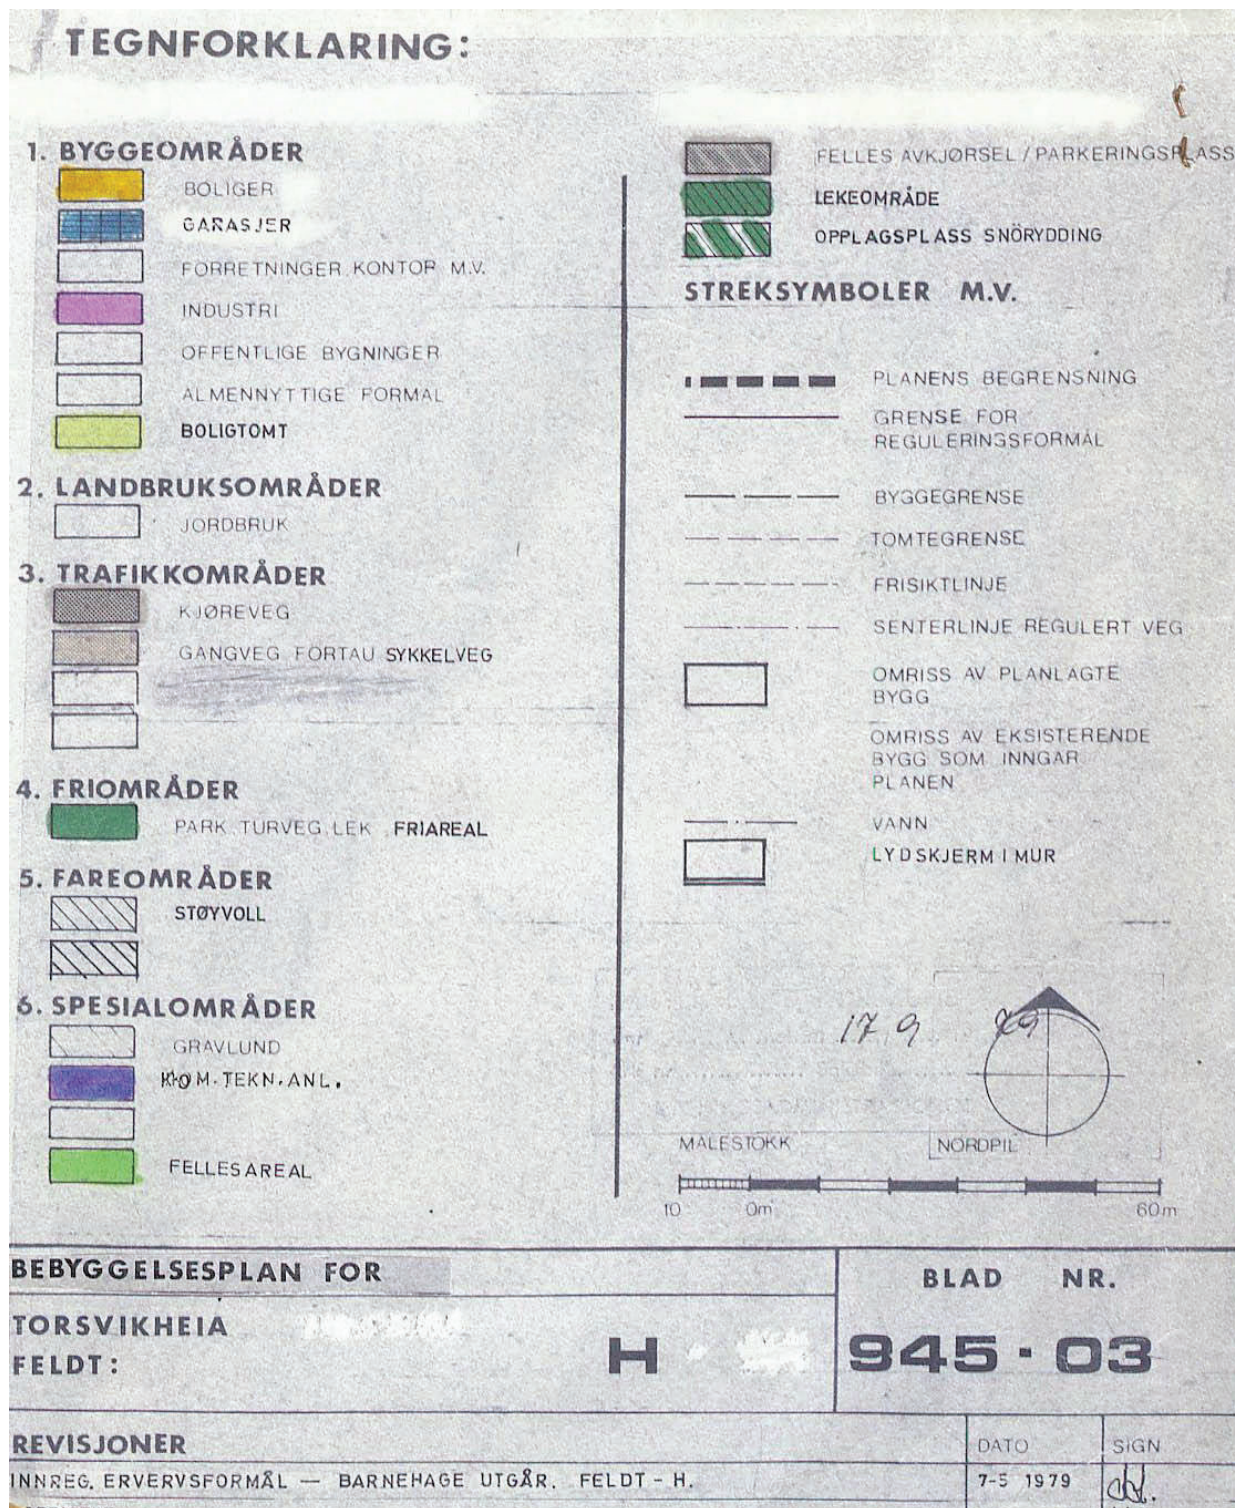 TEGNFORKLARING:
1. BYGGEOMRÅDER
BOLIGER
GARASJER
FORRETNINGER KONTOR M.V.
INDUSTRI
OFFENTLIGE BYGNINGER
ALMENNYTTIGE FORMÅL
BOLIGTOMT
2. LANDBRUKSOMRÅDER
JORDBRUK
3. TRAFIKKOMRÅDER
KJØREVEG
GANGVEG FORTAU SYKKELVEG
4. FRIOMRÅDER
PARK TURVEG LEK FRIAREAL
5. FAREOMRÅDER
STØYVOLL
6. SPESIALOMRÅDER
GRAVLUND
KOM. TEKN. ANL.
FELLESAREAL
FELLES AVKJØRSEL / PARKERINGSPLASS
LEKEOMRÅDE
OPPLAGSPLASS SNÖRYDDING
STREKSYMBOLER M.V.
PLANENS BEGRENSNING
GRENSE FOR
REGULERINGSFORMÅL
BYGGEGRENSE
TOMTEGRENSE
FRISIKTLINJE
SENTERLINJE REGULERT VEG
OMRISS AV PLANLAGTE
BYGG
OMRISS AV EKSISTERENDE
BYGG SOM INNGAR
PLANEN
VANN
LYDSKJERM I MUR
17 9 79
MÅLESTOKK
NORDPIL
10 0m 60m
BEBYGGELSESPLAN FOR
TORSVIKHEIA
FELDT: H
BLAD NR.
945 · 03
REVISJONER DATO SIGN
INNREG. ERVERVSFORMÅL — BARNEHAGE UTGÅR. FELDT - H. 7-5 1979